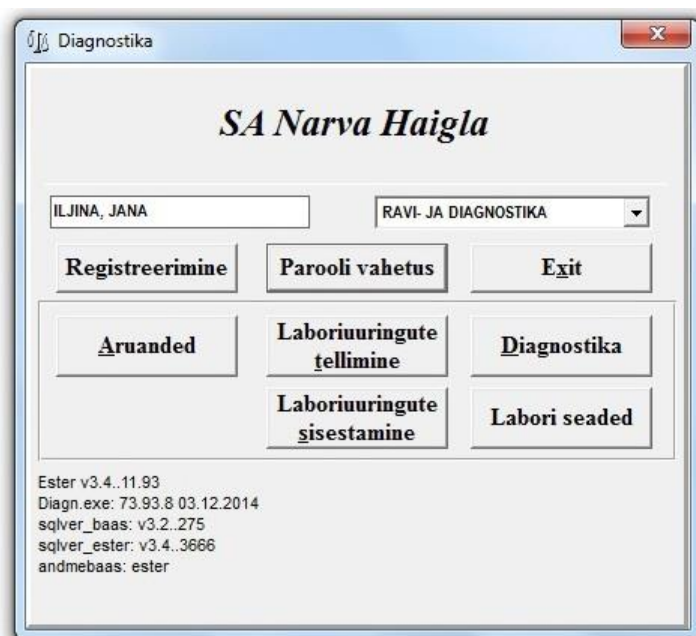 Diagnostika
SA Narva Haigla
ILJINA, JANA
RAVI- JA DIAGNOSTIKA
Registreerimine
Parooli vahetus
Exit
Aruanded
Laboriuuringute
tellimine
Diagnostika
Laboriuuringute
sisestamine
Labori seaded
Ester v3.4..11.93
Diagn.exe: 73.93.8 03.12.2014
sqlver_baas: v3.2..275
sqlver_ester: v3.4..3666
andmebaas: ester